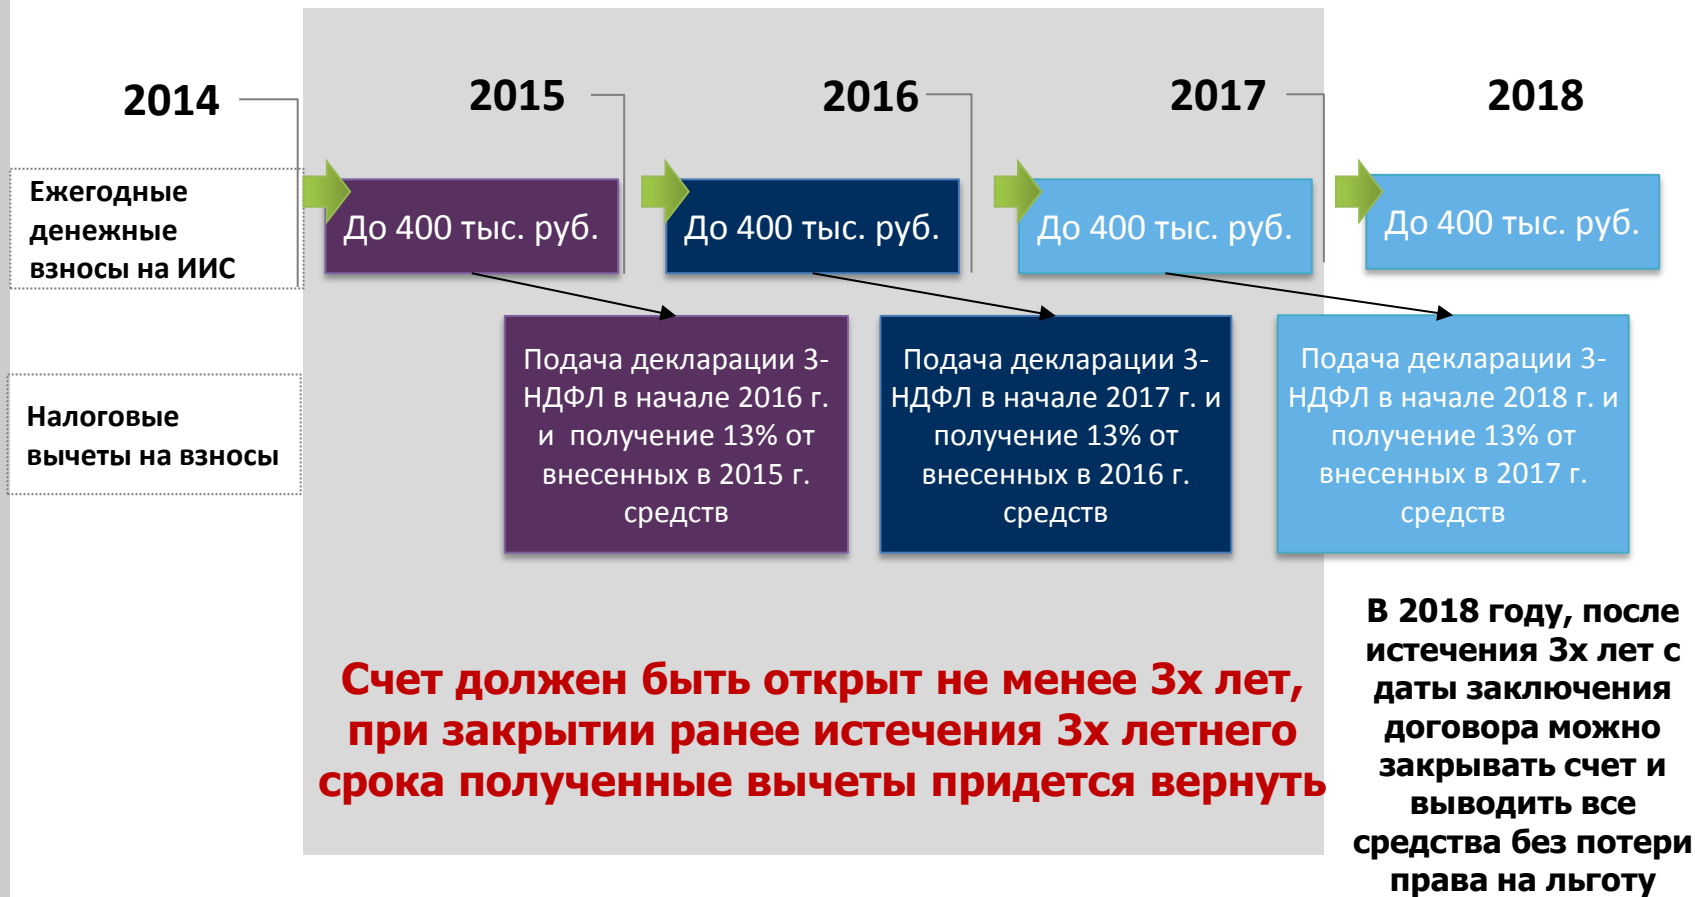 2014
2015
2016
2017
2018
Ежегодные
денежные
взносы на ИИС
До 400 тыс. руб.
До 400 тыс. руб.
До 400 тыс. руб.
До 400 тыс. руб.
Налоговые
вычеты на взносы
Подача декларации 3-
НДФЛ в начале 2016 г.
и получение 13% от
внесенных в 2015 г.
средств
Подача декларации 3-
НДФЛ в начале 2017 г. и
получение 13% от
внесенных в 2016 г.
средств
Подача декларации 3-
НДФЛ в начале 2018 г. и
получение 13% от
внесенных в 2017 г.
средств
Счет должен быть открыт не менее 3х лет,
при закрытии ранее истечения 3х летнего
срока полученные вычеты придется вернуть
В 2018 году, после
истечения 3х лет с
даты заключения
договора можно
закрывать счет и
выводить все
средства без потери
права на льготу